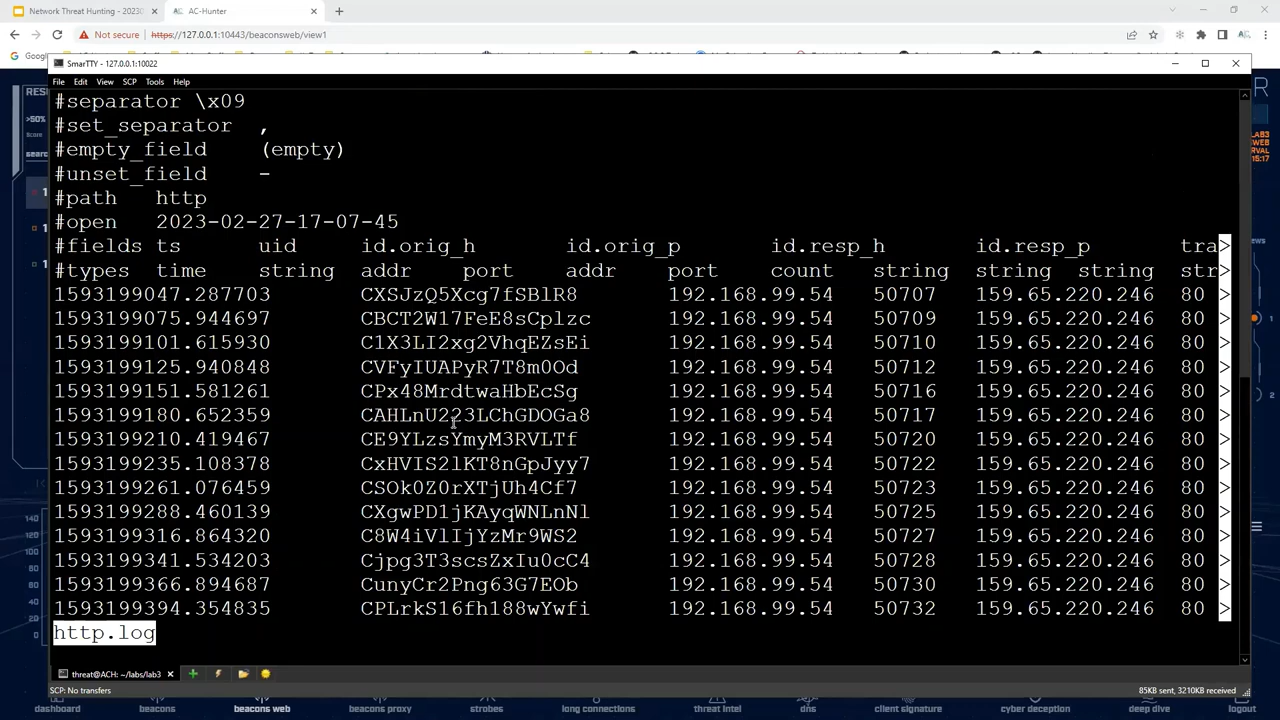 Network Threat Hunting - 20230
AC-Hunter
Not secure
https://127.0.0.1:10443/beaconsweb/view1
SmarTTY - 127.0.0.1:10022
File Edit View SCP Tools Help
#separator \x09
#set_separator ,
#empty_field (empty)
#unset_field -
#path http
#open 2023-02-27-17-07-45
#fields ts uid id.orig_h id.orig_p id.resp_h id.resp_p tra>
#types time string addr port addr port count string string string str>
1593199047.287703 CXSJzQ5Xcg7fSBlR8 192.168.99.54 50707 159.65.220.246 80 >
1593199075.944697 CBCT2W17FeE8sCplzc 192.168.99.54 50709 159.65.220.246 80 >
1593199101.615930 C1X3LI2xg2VhqEZsEi 192.168.99.54 50710 159.65.220.246 80 >
1593199125.940848 CVFyIUAPyR7T8m0Od 192.168.99.54 50712 159.65.220.246 80 >
1593199151.581261 CPx48MrdtwaHbEcSg 192.168.99.54 50716 159.65.220.246 80 >
1593199180.652359 CAHLnU223LChGDOGa8 192.168.99.54 50717 159.65.220.246 80 >
1593199210.419467 CE9YLzsYmyM3RVLTf 192.168.99.54 50720 159.65.220.246 80 >
1593199235.108378 CxHVIS2lKT8nGpJyy7 192.168.99.54 50722 159.65.220.246 80 >
1593199261.076459 CSOk0Z0rXTjUh4Cf7 192.168.99.54 50723 159.65.220.246 80 >
1593199288.460139 CXgwPD1jKAyqWNLnNl 192.168.99.54 50725 159.65.220.246 80 >
1593199316.864320 C8W4iVlIjYzMr9WS2 192.168.99.54 50727 159.65.220.246 80 >
1593199341.534203 Cjpg3T3scsZxIu0cC4 192.168.99.54 50728 159.65.220.246 80 >
1593199366.894687 CunyCr2Png63G7EOb 192.168.99.54 50730 159.65.220.246 80 >
1593199394.354835 CPLrkS16fh188wYwfi 192.168.99.54 50732 159.65.220.246 80 >
http.log
threat@ACH: ~/labs/lab3
SCP: No transfers
85KB sent, 3210KB received
dashboard beacons beacons web beacons proxy strobes long connections threat intel dns client signature cyber deception deep dive logout